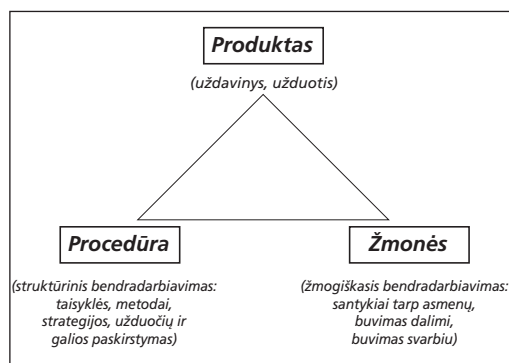 Produktas
(uždavinys, užduotis)
Procedūra
(struktūrinis bendradarbiavimas:
taisyklės, metodai,
strategijos, užduočių ir
galios paskirstymas)
Žmonės
(žmogiškasis bendradarbiavimas:
santykiai tarp asmenų,
buvimas dalimi,
buvimas svarbiu)